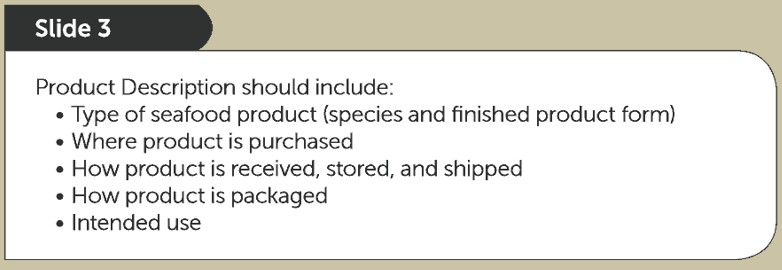 Slide 3
Product Description should include:
• Type of seafood product (species and finished product form)
• Where product is purchased
• How product is received, stored, and shipped
• How product is packaged
• Intended use